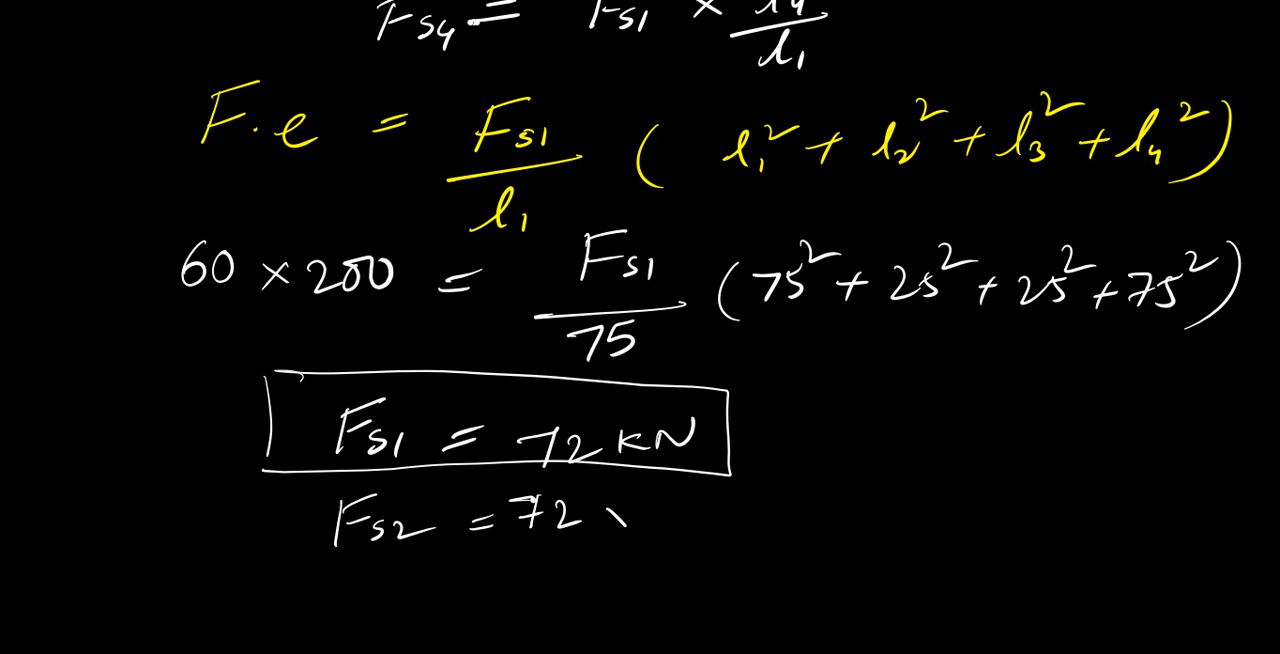 Fs4 = Fs1 × l4/l1
F.e = Fs1/l1 ( l1² + l2² + l3² + l4² )
60 × 200 = Fs1/75 (75² + 25² + 25² + 75²)
Fs1 = 72 KN
Fs2 = 72 \